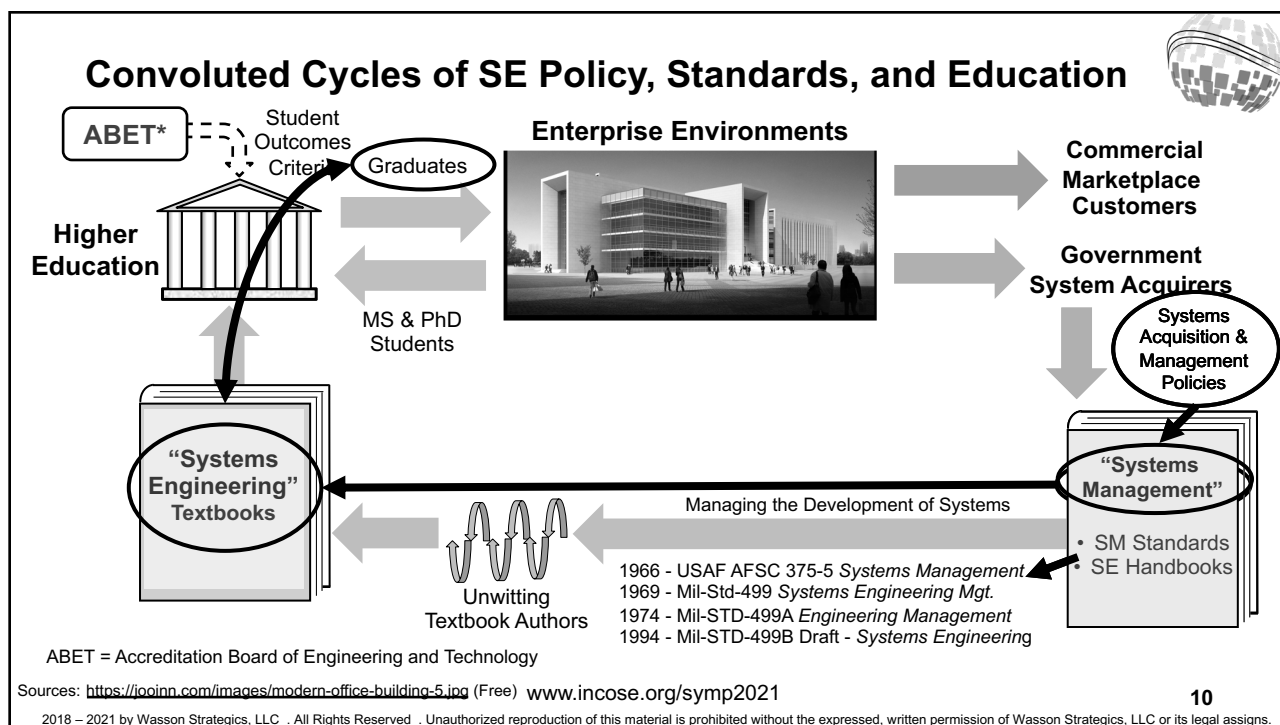 Convoluted Cycles of SE Policy, Standards, and Education
ABET*
Student
Outcomes
Criteri
Graduates
Higher
Education
MS & PhD
Students
Enterprise Environments
Commercial
Marketplace
Customers
Government
System Acquirers
Systems
Acquisition &
Management
Policies
“Systems
Engineering”
Textbooks
Unwitting
Textbook Authors
Managing the Development of Systems
“Systems
Management”
• SM Standards
• SE Handbooks
1966 - USAF AFSC 375-5 Systems Management
1969 - Mil-Std-499 Systems Engineering Mgt.
1974 - Mil-STD-499A Engineering Management
1994 - Mil-STD-499B Draft - Systems Engineering
ABET = Accreditation Board of Engineering and Technology
Sources: https://jooinn.com/images/modern-office-building-5.jpg (Free) www.incose.org/symp2021
10
2018 – 2021 by Wasson Strategics, LLC . All Rights Reserved . Unauthorized reproduction of this material is prohibited without the expressed, written permission of Wasson Strategics, LLC or its legal assigns.